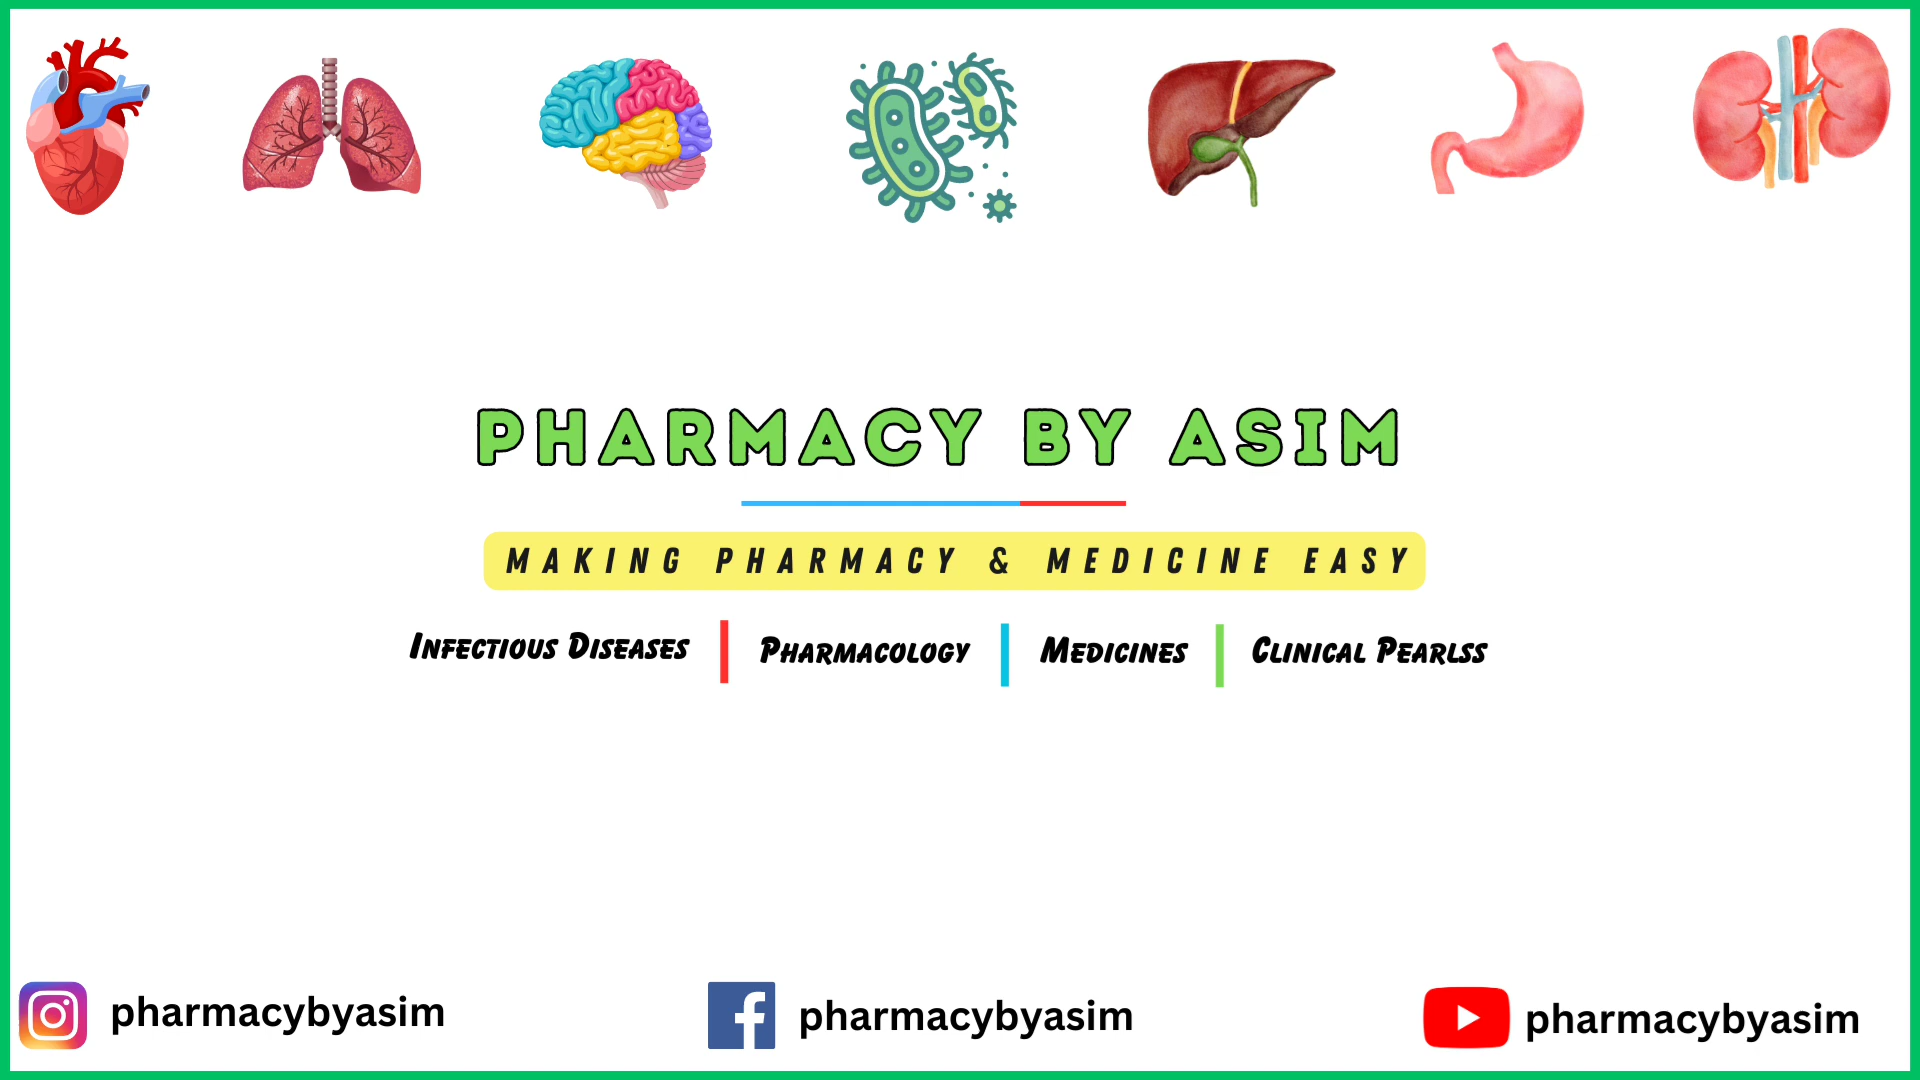 PHARMACY BY ASIM
MAKING PHARMACY & MEDICINE EASY
Infectious Diseases
Pharmacology
Medicines
Clinical Pearlss
pharmacybyasim
pharmacybyasim
pharmacybyasim